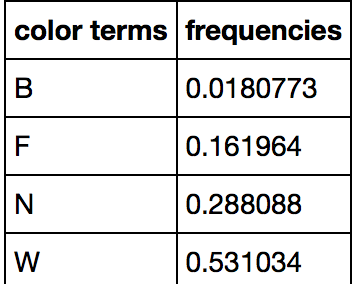 color terms frequencies
B 0.0180773
F 0.161964
N 0.288088
W 0.531034